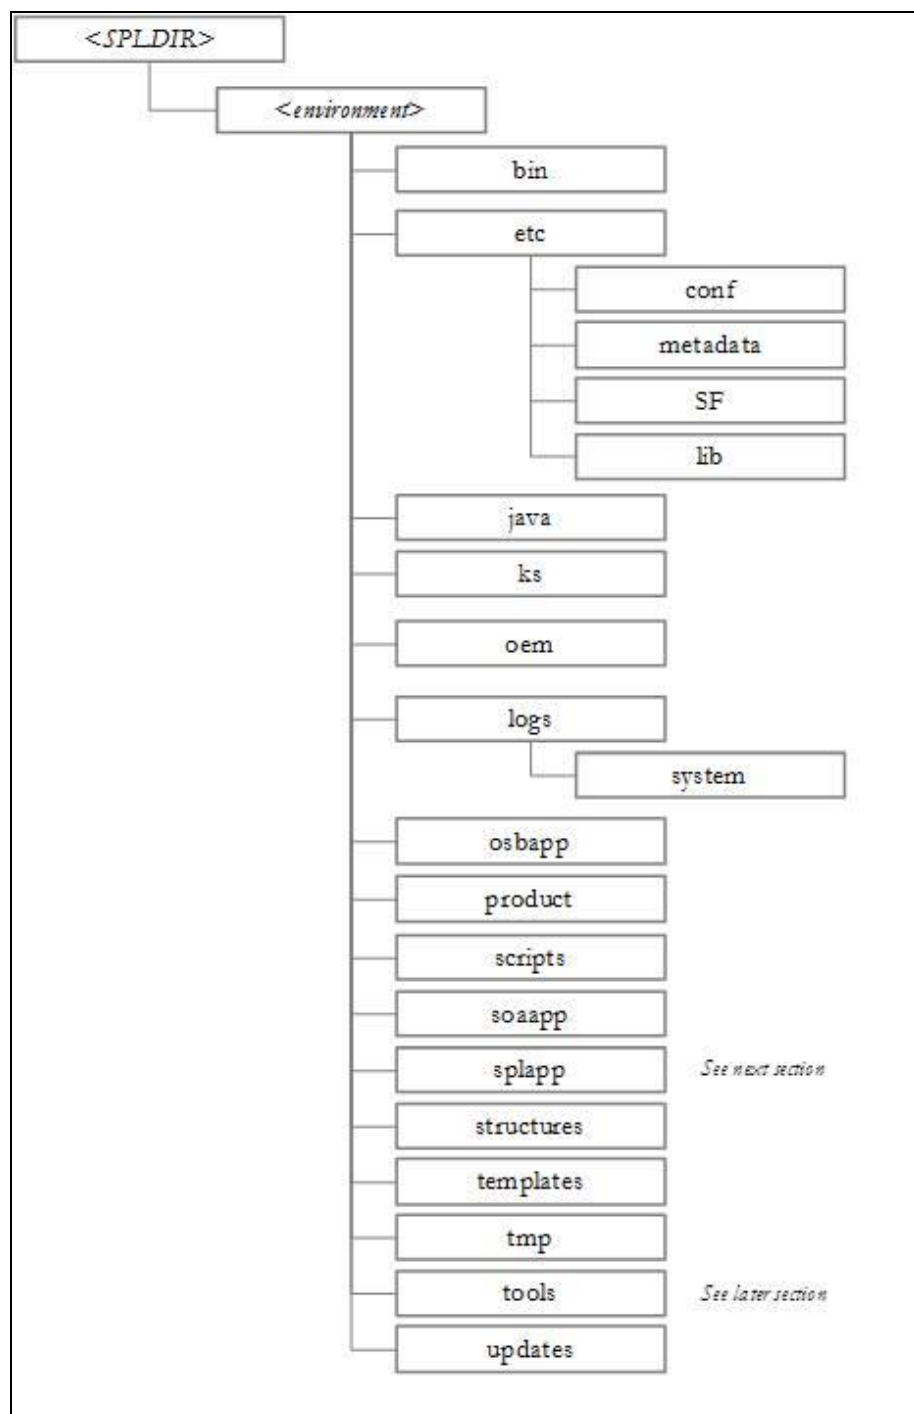 <SPLDIR>
<environment>
bin
etc
conf
metadata
SF
lib
java
ks
oem
logs
system
osbapp
product
scripts
soaapp
splapp See next section
structures
templates
tmp
tools See later section
updates